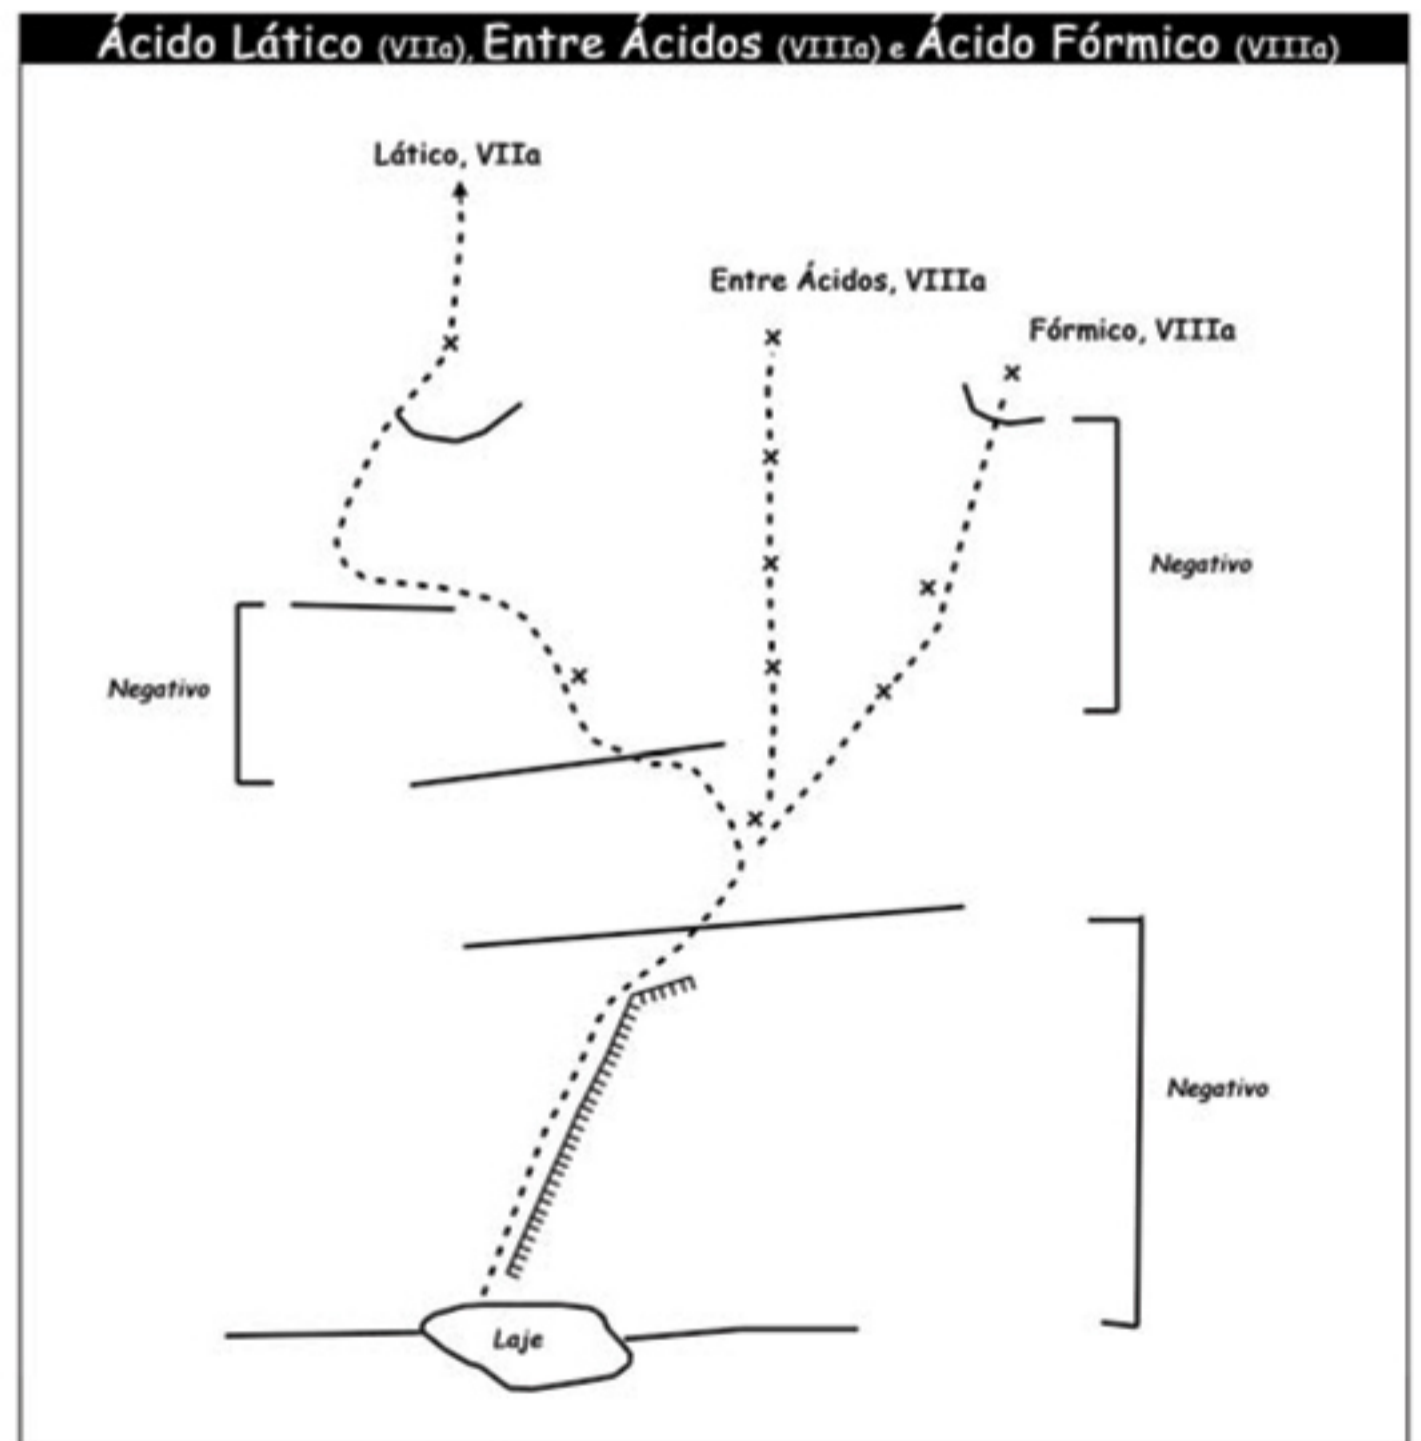 Ácido Lático (VIIa), Entre Ácidos (VIIIa) e Ácido Fórmico (VIIIa)
Lático, VIIa
Entre Ácidos, VIIIa
Fórmico, VIIIa
Negativo
Negativo
Negativo
Laje